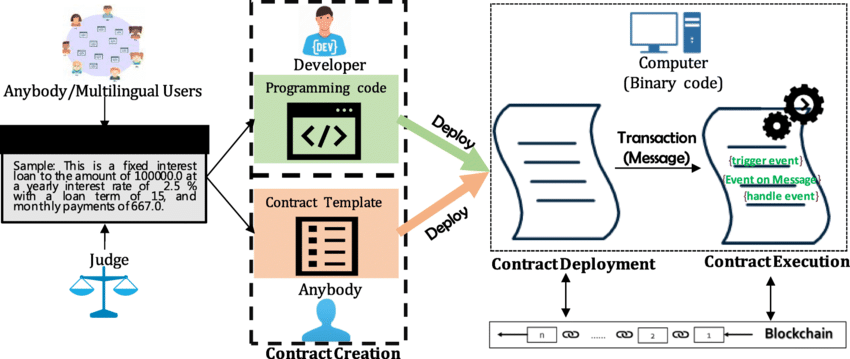 Anybody/Multilingual Users
Sample: This is a fixed interest
loan to the amount of 100000.0 at
a yearly interest rate of 2.5 %
with a loan term of 15, and
monthly payments of 667.0.
Judge
{DEV}
Developer
Programming code
</>
Contract Template
Anybody
Contract Creation
Deploy
Deploy
Computer
(Binary code)
Transaction
(Message)
{trigger event}
{Event on Message}
{handle event}
Contract Deployment
Contract Execution
n ...... 2 1 Blockchain